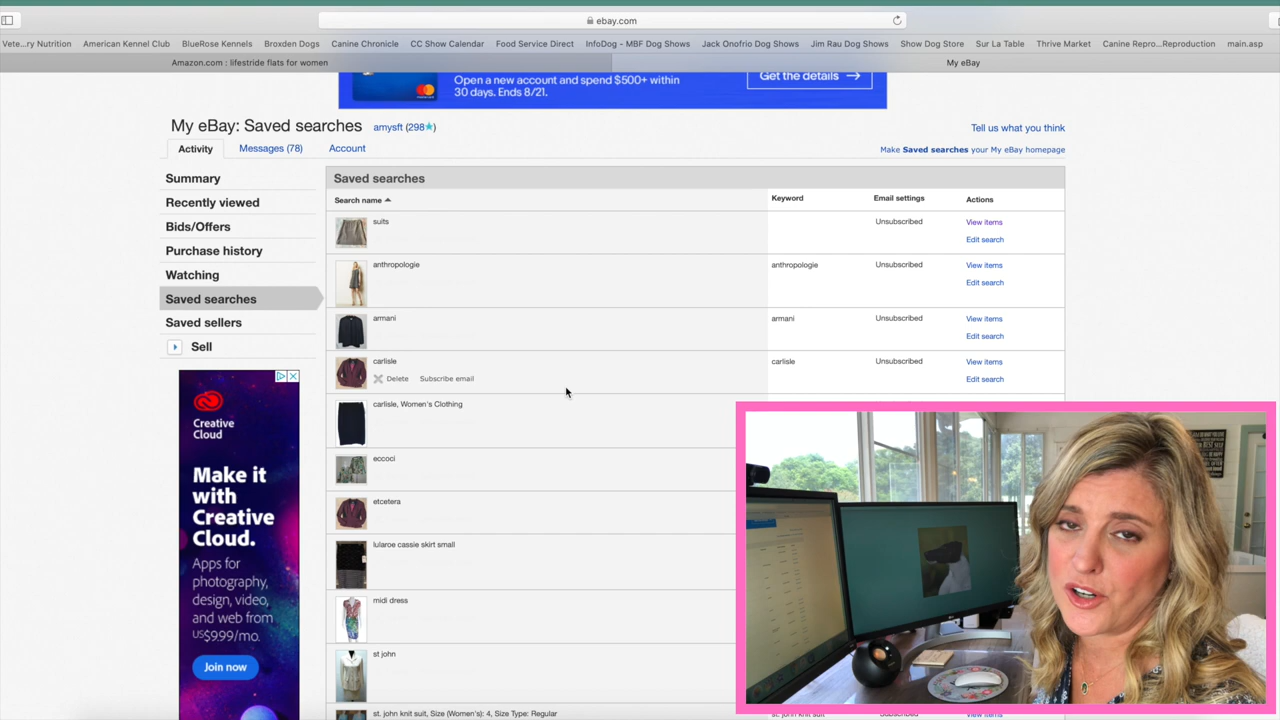 ebay.com
Vete...ry Nutrition American Kennel Club BlueRose Kennels Broxden Dogs Canine Chronicle CC Show Calendar Food Service Direct InfoDog - MBF Dog Shows Jack Onofrio Dog Shows Jim Rau Dog Shows Show Dog Store Sur La Table Thrive Market Canine Repro...Reproduction main.asp
Amazon.com : lifestride flats for women My eBay
Open a new account and spend $500+ within
30 days. Ends 8/21.
Get the details →
My eBay: Saved searches amysft (298★)
Tell us what you think
Activity Messages (78) Account
Make Saved searches your My eBay homepage
Summary
Recently viewed
Bids/Offers
Purchase history
Watching
Saved searches
Saved sellers
Sell
Saved searches
Search name Keyword Email settings Actions
suits Unsubscribed View items
Edit search
anthropologie anthropologie Unsubscribed View items
Edit search
armani armani Unsubscribed View items
Edit search
carlisle carlisle Unsubscribed View items
Delete Subscribe email Edit search
carlisle, Women's Clothing
eccoci
etcetera
lularoe cassie skirt small
midi dress
st john
st. john knit suit, Size (Women's): 4, Size Type: Regular st. john knit suit Unsubscribed View items
Creative
Cloud
Make it
with
Creative
Cloud.
Apps for
photography,
design, video,
and web from
US$9.99/mo.
Join now